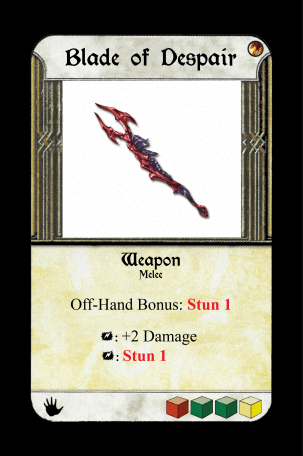 Blade of Despair
Weapon
Melee
Off-Hand Bonus: Stun 1
: +2 Damage
: Stun 1